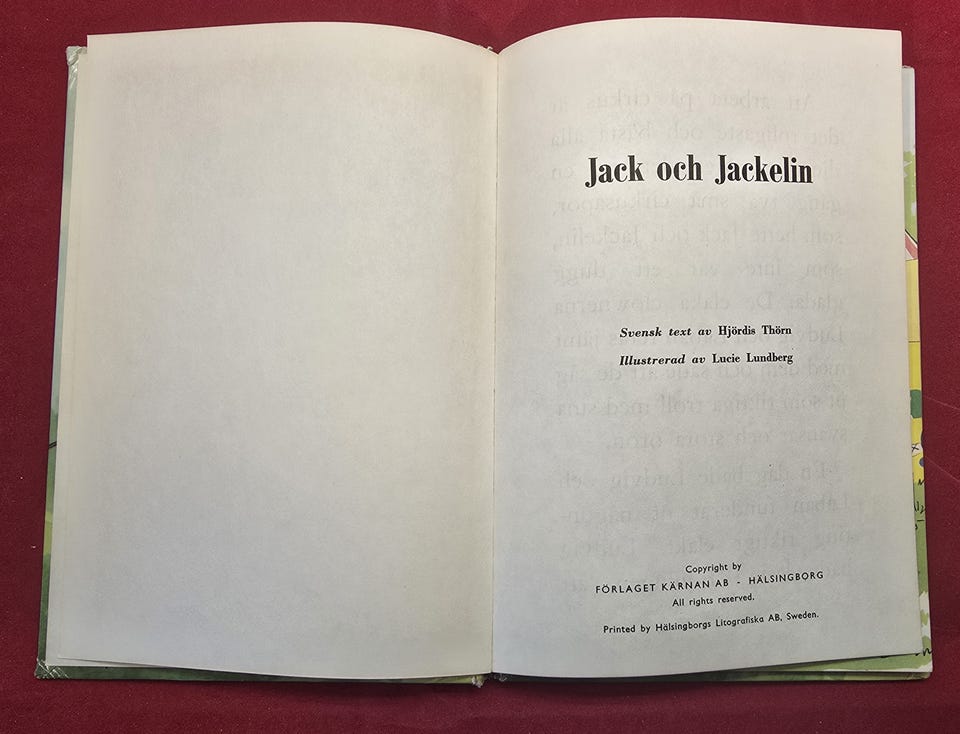 Jack och Jackelin
Svensk text av Hjördis Thörn
Illustrerad av Lucie Lundberg
Copyright by
FÖRLAGET KÄRNAN AB - HÄLSINGBORG
All rights reserved.
Printed by Hälsingborgs Litografiska AB, Sweden.